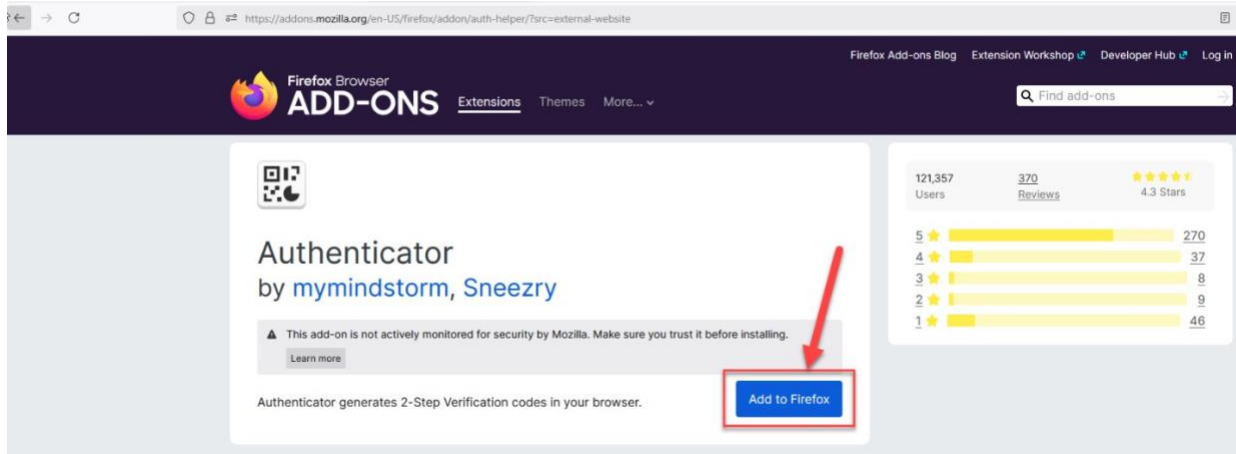 https://addons.mozilla.org/en-US/firefox/addon/auth-helper/?src=external-website
Firefox Add-ons Blog Extension Workshop Developer Hub Log in
Firefox Browser
ADD-ONS Extensions Themes More...
Find add-ons
Authenticator
by mymindstorm, Sneezry
This add-on is not actively monitored for security by Mozilla. Make sure you trust it before installing.
Learn more
Authenticator generates 2-Step Verification codes in your browser.
Add to Firefox
121,357 370
Users Reviews 4.3 Stars
5 270
4 37
3 8
2 9
1 46